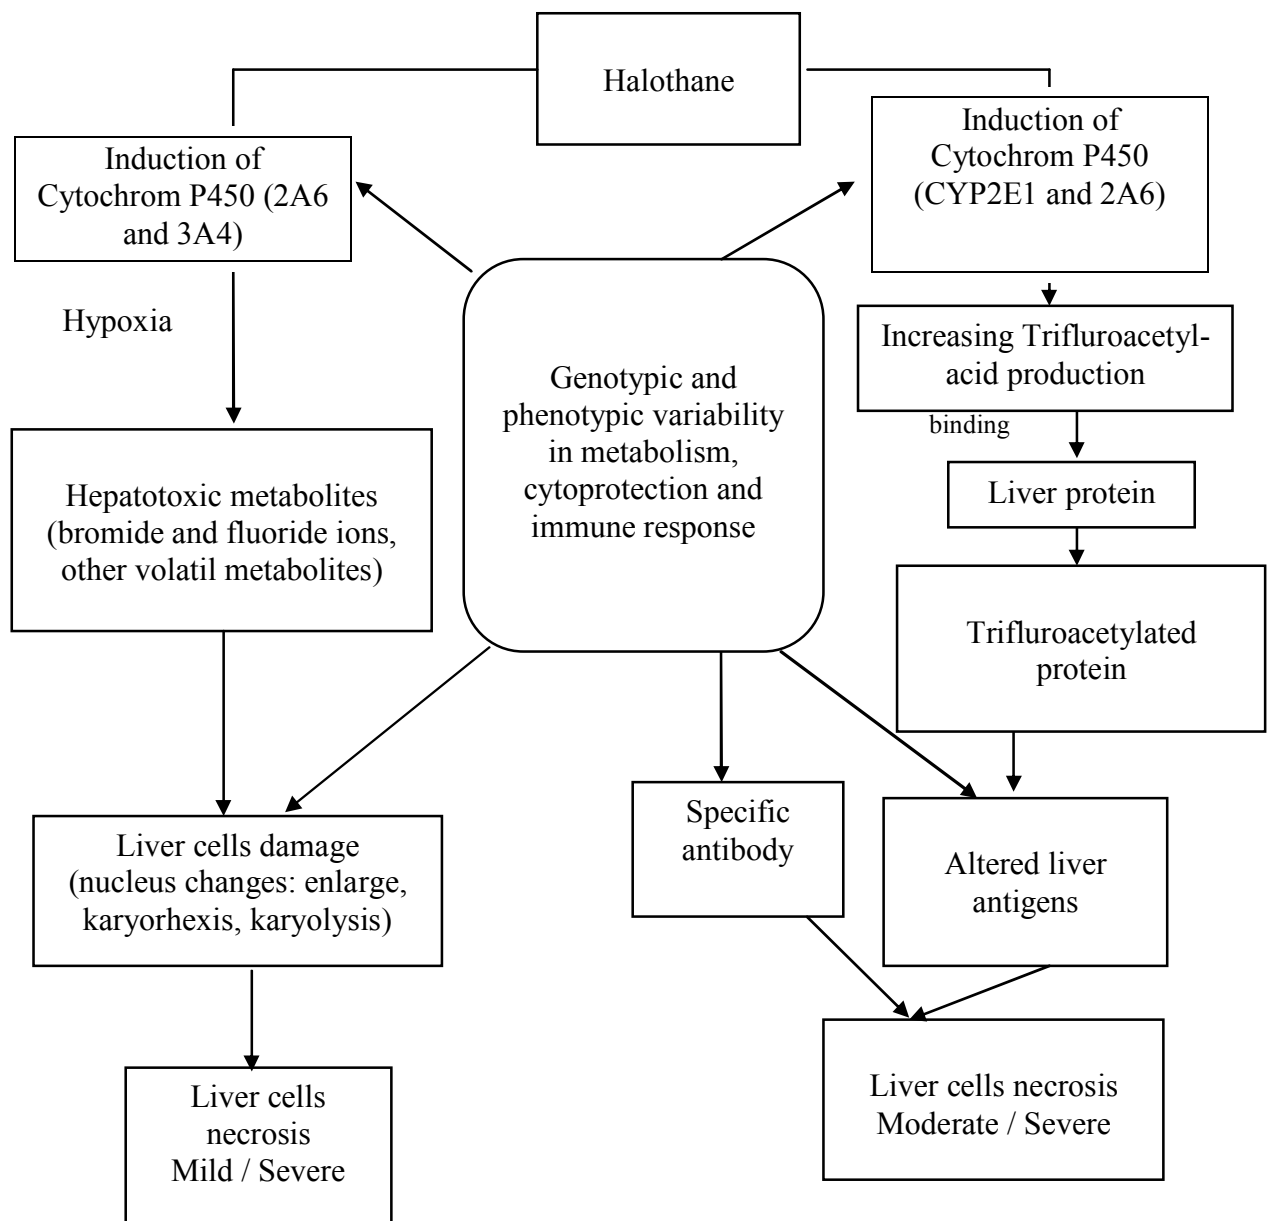 Halothane
Induction of
Cytochrom P450 (2A6
and 3A4)
Induction of
Cytochrom P450
(CYP2E1 and 2A6)
Hypoxia
Genotypic and
phenotypic variability
in metabolism,
cytoprotection and
immune response
Increasing Trifluroacetyl-
acid production
binding
Liver protein
Hepatotoxic metabolites
(bromide and fluoride ions,
other volatil metabolites)
Trifluroacetylated
protein
Liver cells damage
(nucleus changes: enlarge,
karyorhexis, karyolysis)
Specific
antibody
Altered liver
antigens
Liver cells
necrosis
Mild / Severe
Liver cells necrosis
Moderate / Severe